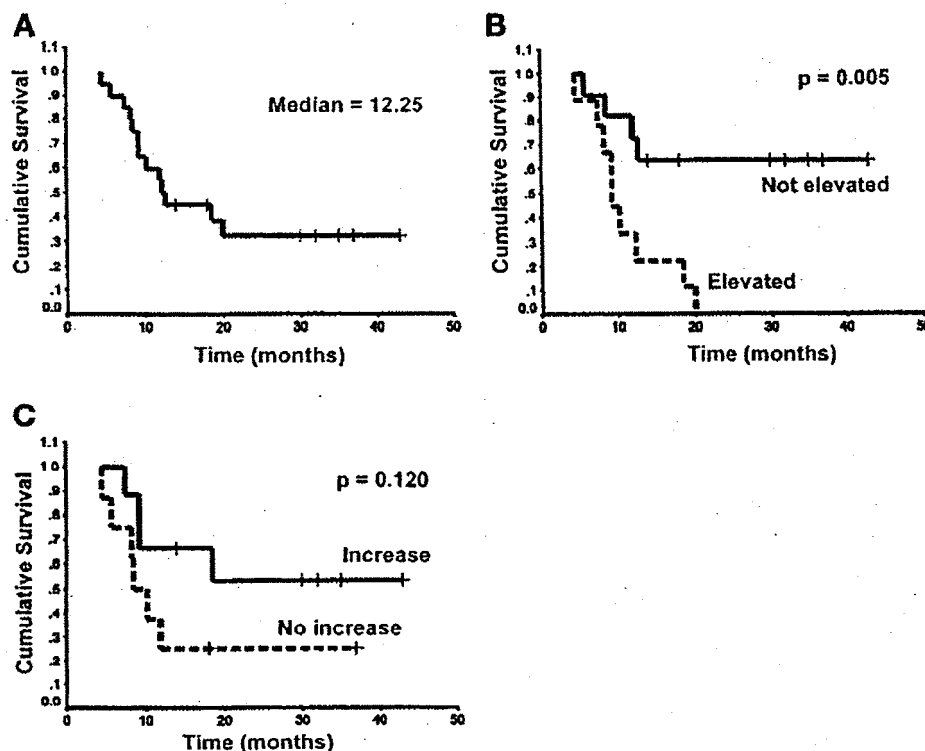 A
Cumulative Survival
1.1
1.0
.9
.8
.7
.6
.5
.4
.3
.2
.1
0.0
Median = 12.25
0 10 20 30 40 50
Time (months)
B
Cumulative Survival
1.1
1.0
.9
.8
.7
.6
.5
.4
.3
.2
.1
0.0
p = 0.005
Not elevated
Elevated
0 10 20 30 40 50
Time (months)
C
Cumulative Survival
1.1
1.0
.9
.8
.7
.6
.5
.4
.3
.2
.1
0.0
p = 0.120
Increase
No increase
0 10 20 30 40 50
Time (months)